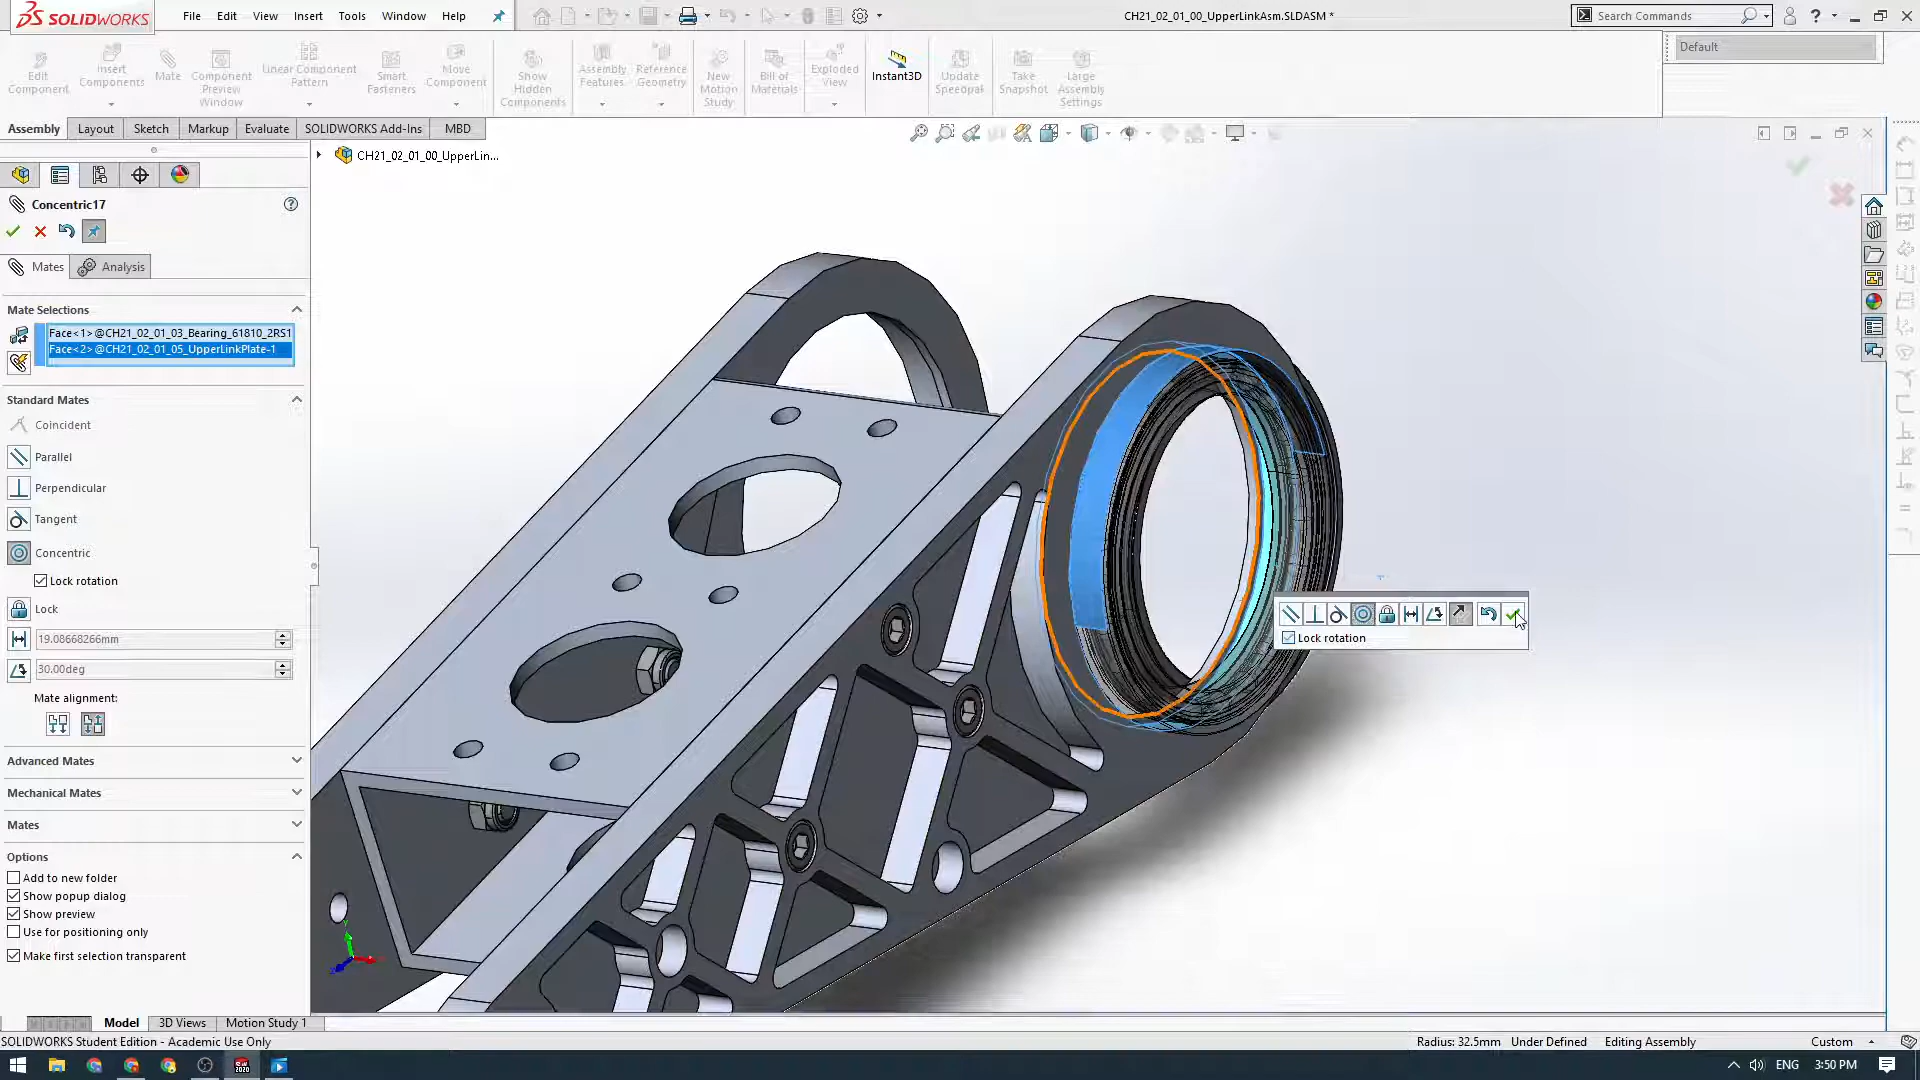 SOLIDWORKS
File Edit View Insert Tools Window Help
CH21_02_01_00_UpperLinkAsm.SLDASM *
Search Commands
Edit Component
Insert Components
Mate
Component Preview Window
Linear Component Pattern
Smart Fasteners
Move Component
Show Hidden Components
Assembly Features
Reference Geometry
New Motion Study
Bill of Materials
Exploded View
Instant3D
Update Speedpak
Take Snapshot
Large Assembly Settings
Default
Assembly Layout Sketch Markup Evaluate SOLIDWORKS Add-Ins MBD
CH21_02_01_00_UpperLin...
Concentric17
Mates Analysis
Mate Selections
Face<1>@CH21_02_01_03_Bearing_61810_2RS1
Face<2>@CH21_02_01_05_UpperLinkPlate-1
Standard Mates
Coincident
Parallel
Perpendicular
Tangent
Concentric
Lock rotation
Lock
19.08668266mm
30.00deg
Mate alignment:
Advanced Mates
Mechanical Mates
Mates
Options
Add to new folder
Show popup dialog
Show preview
Use for positioning only
Make first selection transparent
Lock rotation
Model 3D Views Motion Study 1
SOLIDWORKS Student Edition - Academic Use Only
Radius: 32.5mm Under Defined Editing Assembly Custom
ENG 3:50 PM